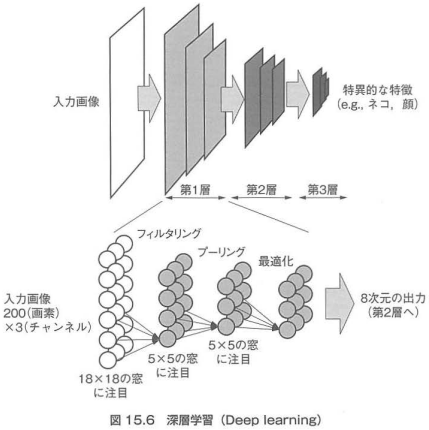 入力画像
特異的な特徴
(e.g., ネコ, 顔)
第1層
第2層
第3層
フィルタリング
プーリング
最適化
入力画像
200(画素)
×3(チャンネル)
8次元の出力
(第2層へ)
5×5の窓
に注目
5×5の窓
に注目
18×18の窓
に注目
図 15.6 深層学習 (Deep learning)